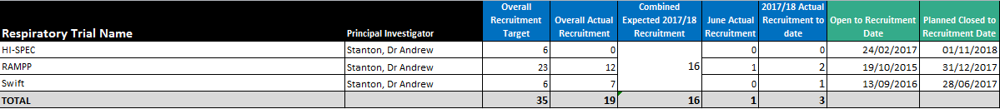 Respiratory Trial Name	Principal Investigator	Overall Recruitment Target	Overall Actual Recruitment	Combined Expected 2017/18 Recruitment	June Actual Recruitment	2017/18 Actual Recruitment to date	Open to Recruitment Date	Planned Closed to Recruitment Date
HI-SPEC	Stanton, Dr Andrew	6	0		0	0	24/02/2017	01/11/2018
RAMPP	Stanton, Dr Andrew	23	12	16	1	2	19/10/2015	31/12/2017
Swift	Stanton, Dr Andrew	6	7		0	1	13/09/2016	28/06/2017
TOTAL		35	19	16	1	3